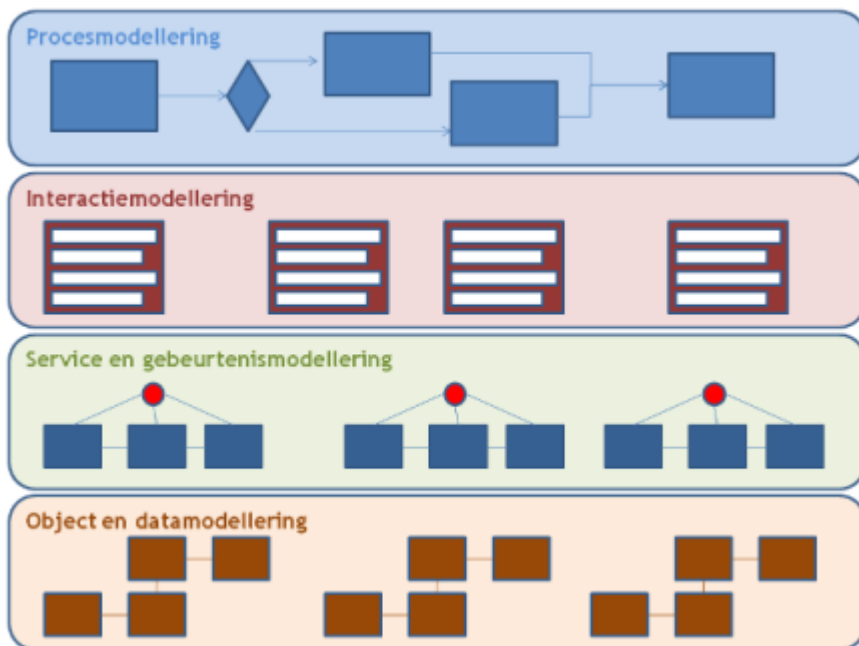 Procesmodellering
Interactiemodellering
Service en gebeurtenismodellering
Object en datamodellering